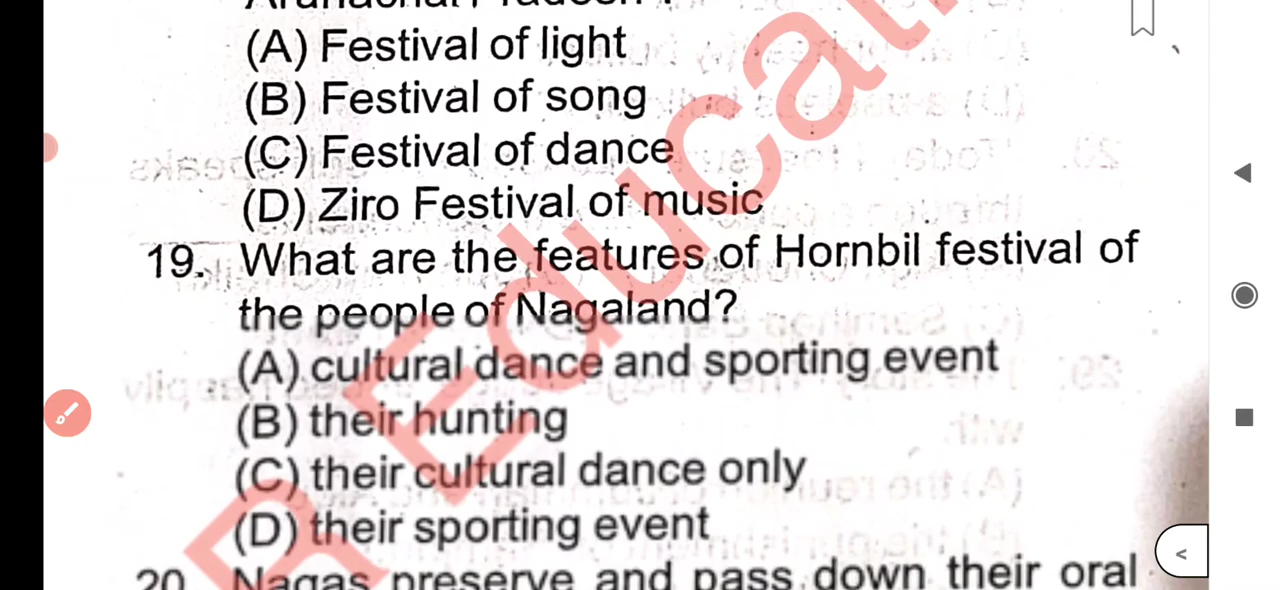 (A) Festival of light
(B) Festival of song
(C) Festival of dance
(D) Ziro Festival of music
19. What are the features of Hornbil festival of
the people of Nagaland?
(A) cultural dance and sporting event
(B) their hunting
(C) their cultural dance only
(D) their sporting event
20. Nagas preserve and pass down their oral
R Educat